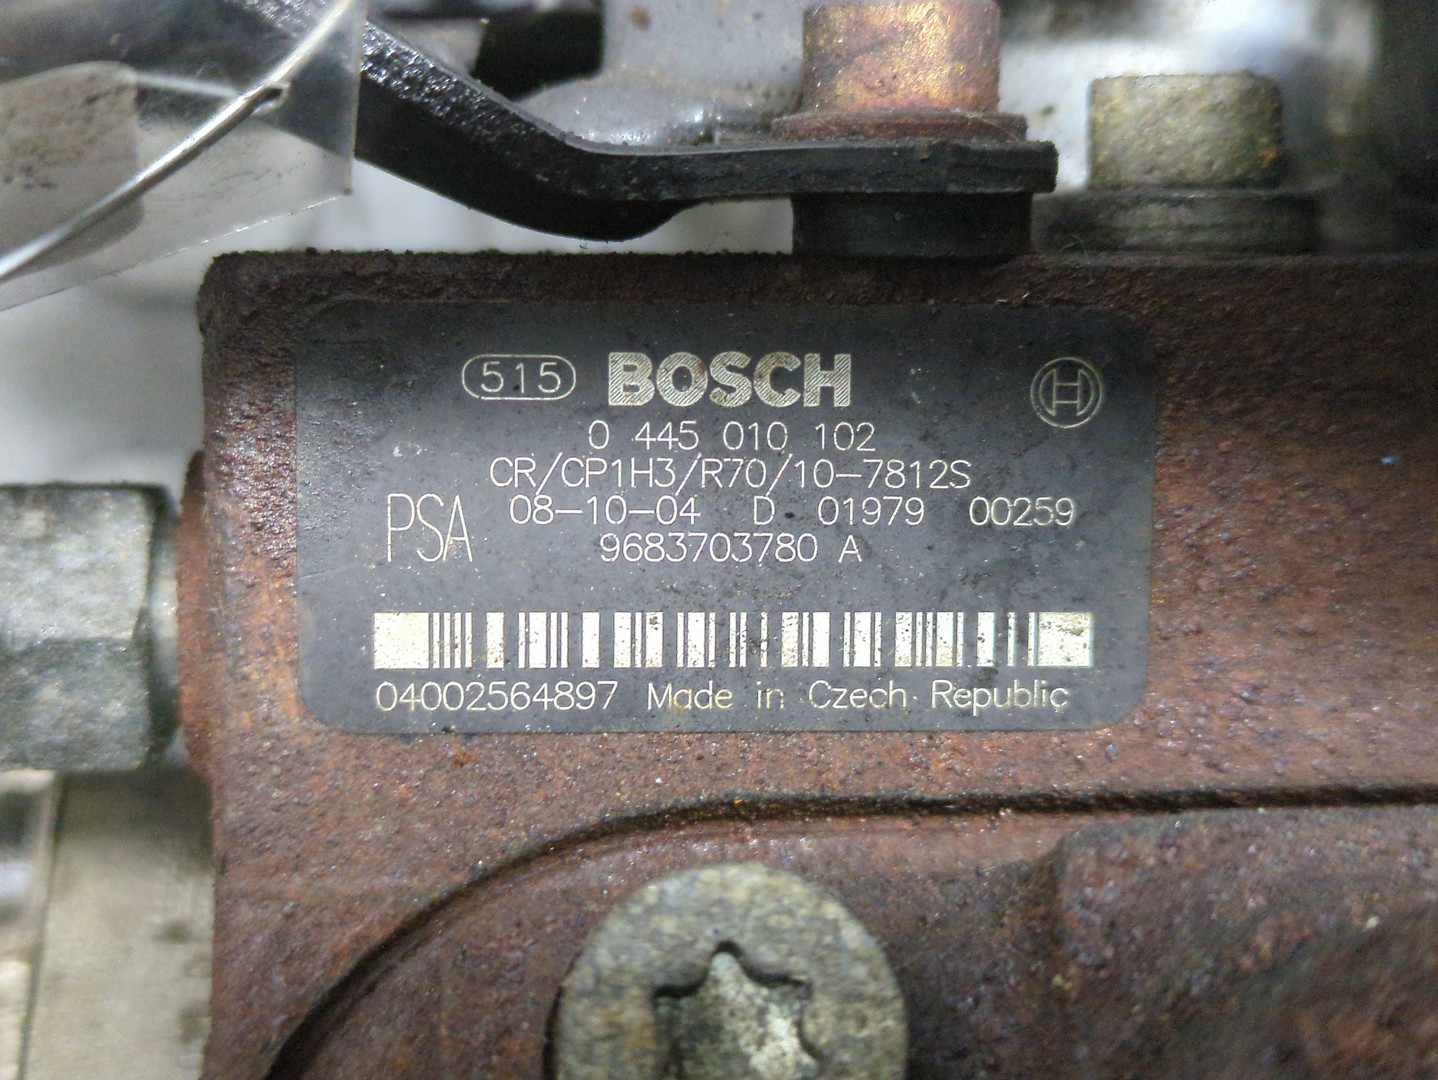 515 BOSCH
0 445 010 102
CR/CP1H3/R70/10-7812S
PSA 08-10-04 D 01979 00259
9683703780 A
04002564897 Made in Czech Republic